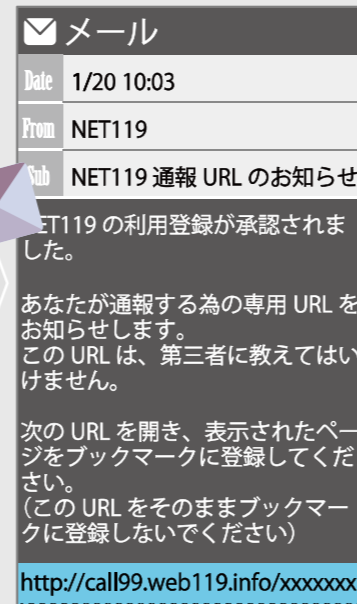 メール
Date 1/20 10:03
From NET119
Sub NET119 通報 URL のお知らせ
ET119 の利用登録が承認されま
した。
あなたが通報する為の専用 URL を
お知らせします。
この URL は、第三者に教えてはい
けません。
次の URL を開き、表示されたペー
ジをブックマークに登録してくだ
さい。
（この URL をそのままブックマー
クに登録しないでください）
http://call99.web119.info/xxxxxxx